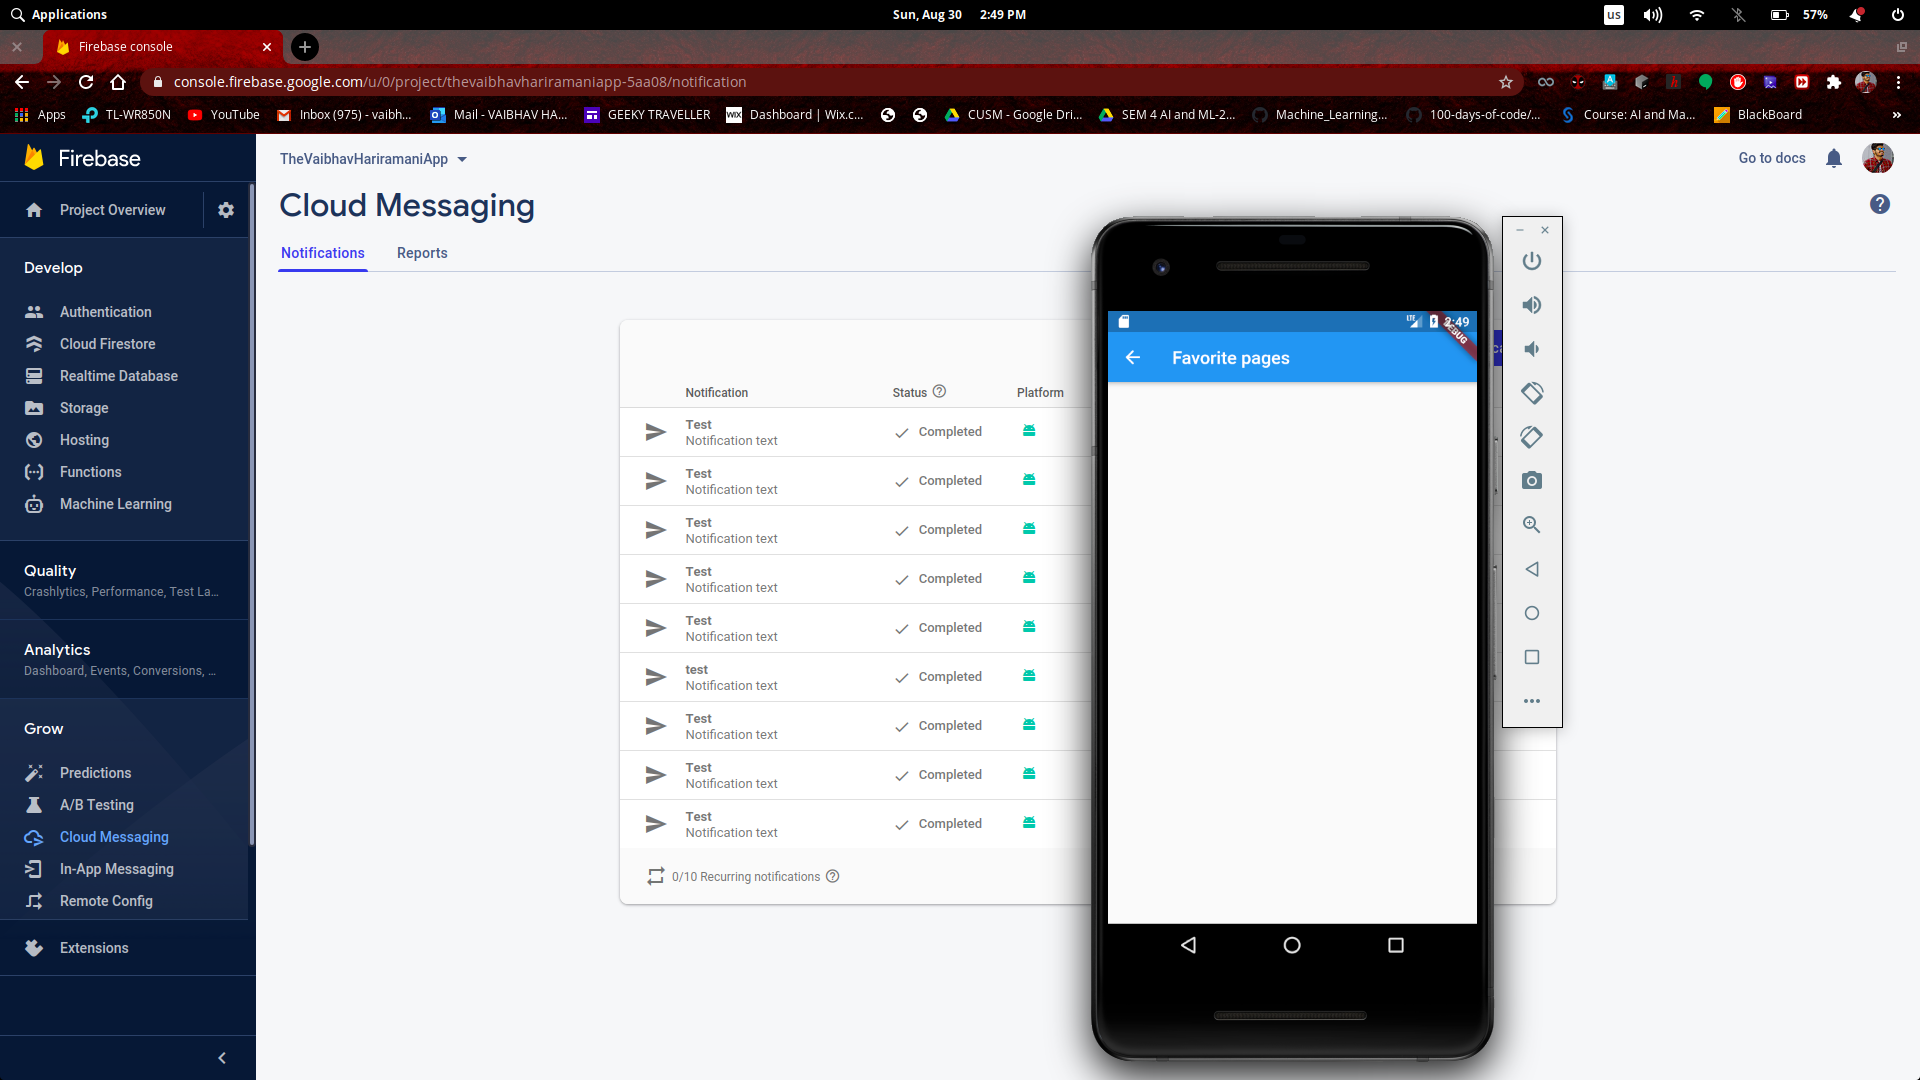 Applications
Sun, Aug 30 2:49 PM
us
57%
Firebase console
console.firebase.google.com/u/0/project/thevaibhavhariramaniapp-5aa08/notification
Apps
TL-WR850N
YouTube
Inbox (975) - vaibh...
Mail - VAIBHAV HA...
GEEKY TRAVELLER
WIX
Dashboard | Wix.c...
CUSM - Google Dri...
SEM 4 AI and ML-2...
Machine_Learning...
100-days-of-code/...
Course: AI and Ma...
BlackBoard
»
Firebase
TheVaibhavHariramaniApp
Go to docs
Project Overview
Cloud Messaging
Notifications
Reports
Develop
Authentication
Cloud Firestore
Realtime Database
Storage
Hosting
Functions
Machine Learning
Quality
Crashlytics, Performance, Test La...
Analytics
Dashboard, Events, Conversions, ...
Grow
Predictions
A/B Testing
Cloud Messaging
In-App Messaging
Remote Config
Extensions
Notification Status Platform
Test
Notification text
Completed
Test
Notification text
Completed
Test
Notification text
Completed
Test
Notification text
Completed
Test
Notification text
Completed
test
Notification text
Completed
Test
Notification text
Completed
Test
Notification text
Completed
Test
Notification text
Completed
0/10 Recurring notifications
LTE
2:49
DEBUG
Favorite pages